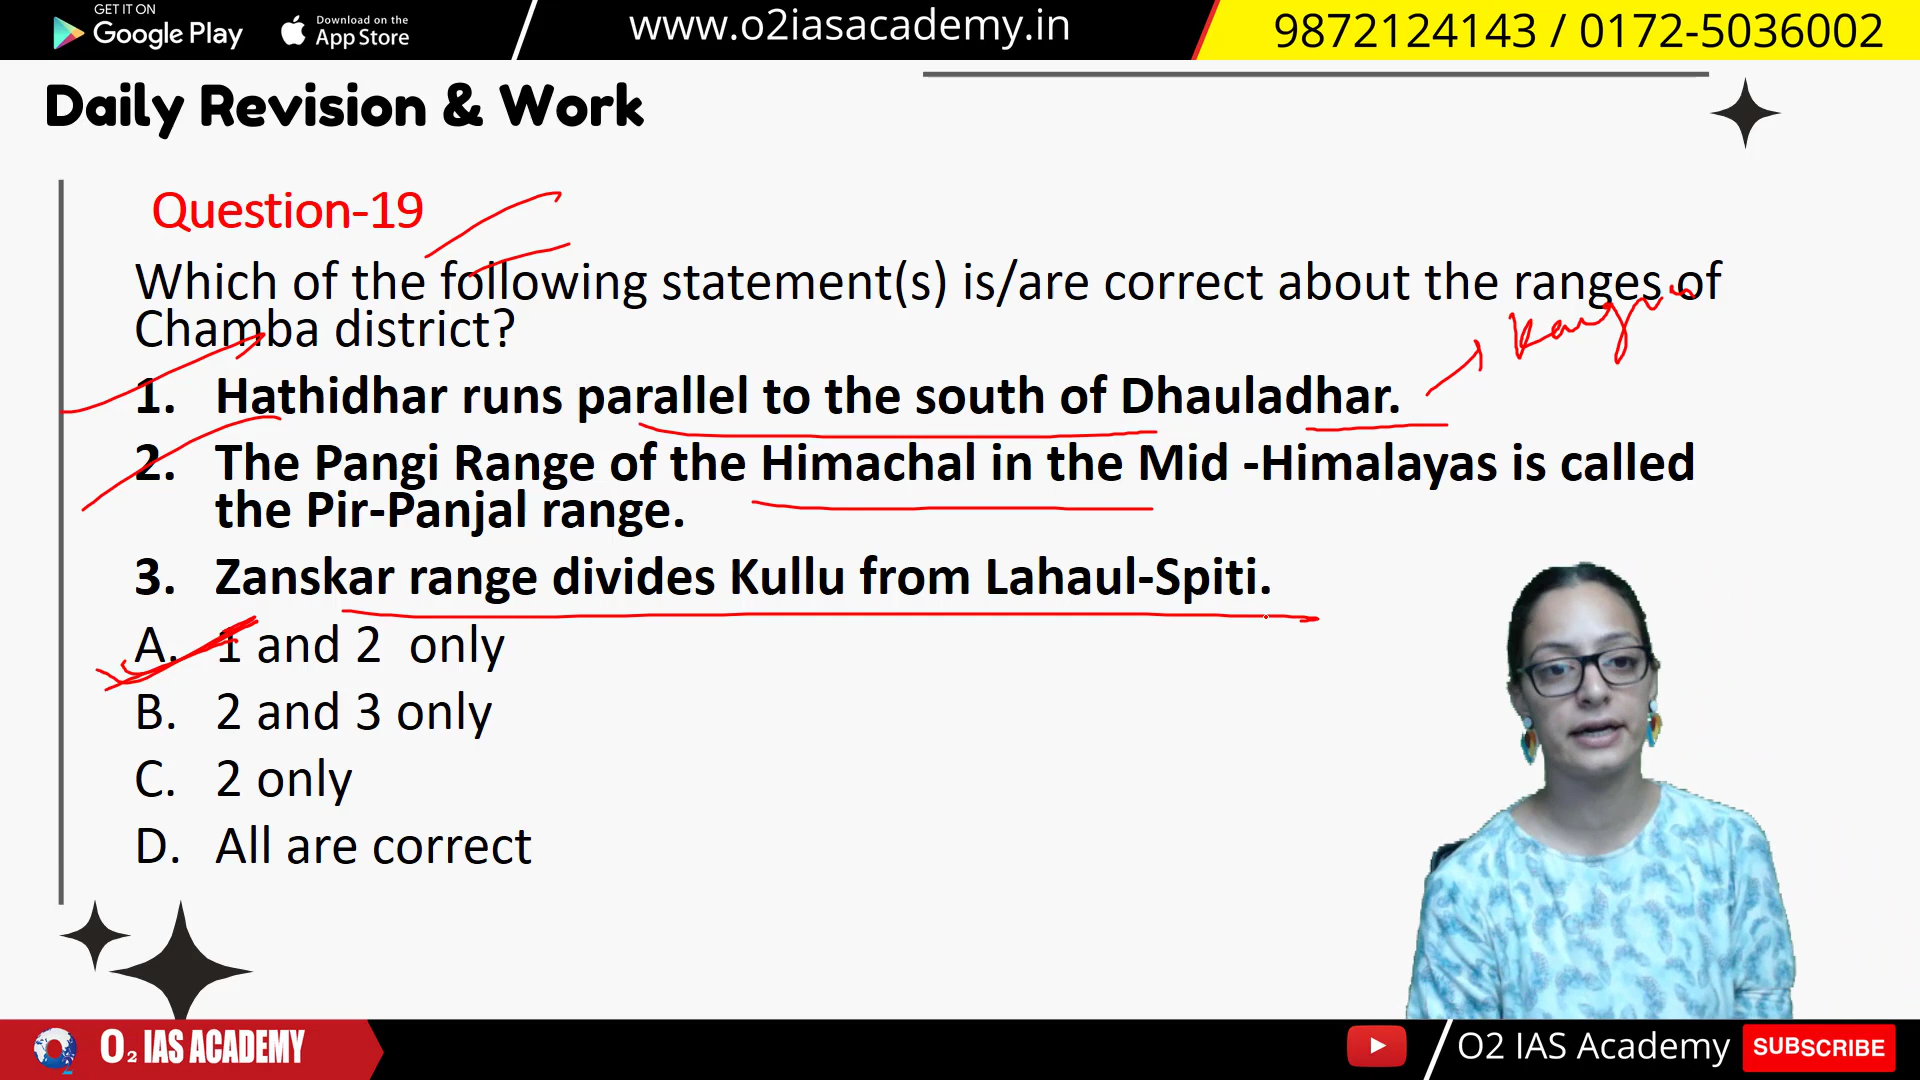 GET IT ON
Google Play
Download on the
App Store
www.o2iasacademy.in
9872124143 / 0172-5036002
Daily Revision & Work
Question-19
Which of the following statement(s) is/are correct about the ranges of
Chamba district?
1. Hathidhar runs parallel to the south of Dhauladhar.
2. The Pangi Range of the Himachal in the Mid -Himalayas is called
the Pir-Panjal range.
3. Zanskar range divides Kullu from Lahaul-Spiti.
A. 1 and 2 only
B. 2 and 3 only
C. 2 only
D. All are correct
O2 IAS ACADEMY
O2 IAS Academy
SUBSCRIBE